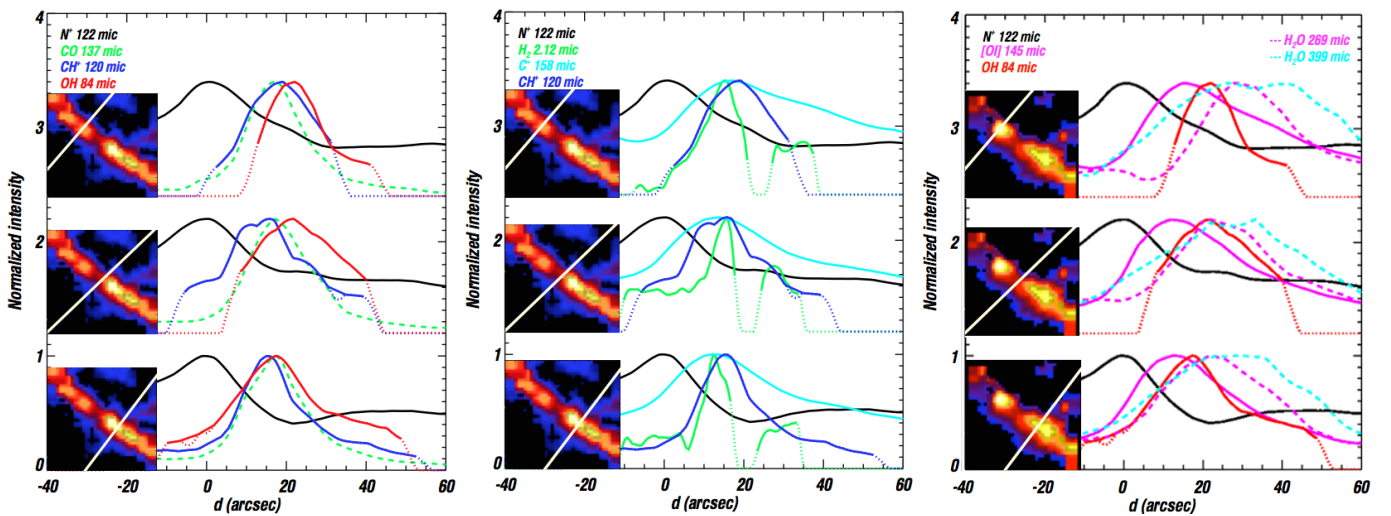 4
N⁺ 122 mic
CO 137 mic
CH⁺ 120 mic
OH 84 mic
3
2
1
0
Normalized intensity
-40 -20 0 20 40 60
d (arcsec)
4
N⁺ 122 mic
H₂ 2.12 mic
C⁺ 158 mic
CH⁺ 120 mic
3
2
1
0
Normalized intensity
-40 -20 0 20 40 60
d (arcsec)
4
N⁺ 122 mic
[OI] 145 mic
OH 84 mic
H₂O 269 mic
H₂O 399 mic
3
2
1
0
Normalized intensity
-40 -20 0 20 40 60
d (arcsec)